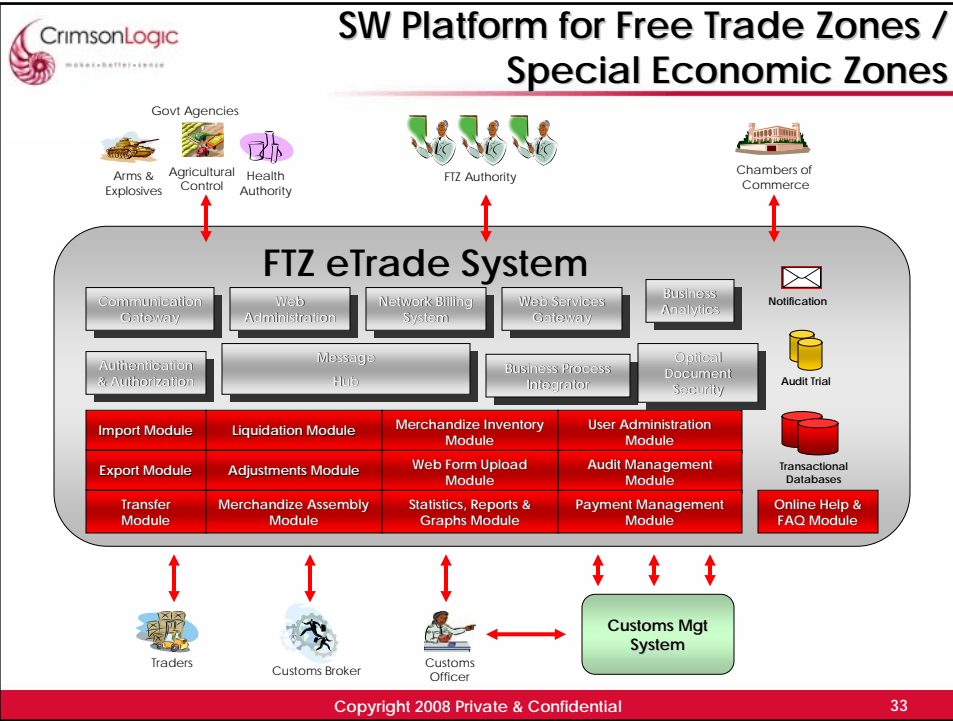 CrimsonLogic
makes•better•sense
SW Platform for Free Trade Zones /
Special Economic Zones
Govt Agencies
Arms &
Explosives
Agricultural
Control
Health
Authority
FTZ Authority
Chambers of
Commerce
FTZ eTrade System
Communication
Gateway
Web
Administration
Network Billing
System
Web Services
Gateway
Business
Analytics
Notification
Authentication
& Authorization
Message
Hub
Business Process
Integrator
Optical
Document
Security
Audit Trial
Import Module
Liquidation Module
Merchandize Inventory
Module
User Administration
Module
Export Module
Adjustments Module
Web Form Upload
Module
Audit Management
Module
Transactional
Databases
Transfer
Module
Merchandize Assembly
Module
Statistics, Reports &
Graphs Module
Payment Management
Module
Online Help &
FAQ Module
Traders
Customs Broker
Customs
Officer
Customs Mgt
System
Copyright 2008 Private & Confidential
33